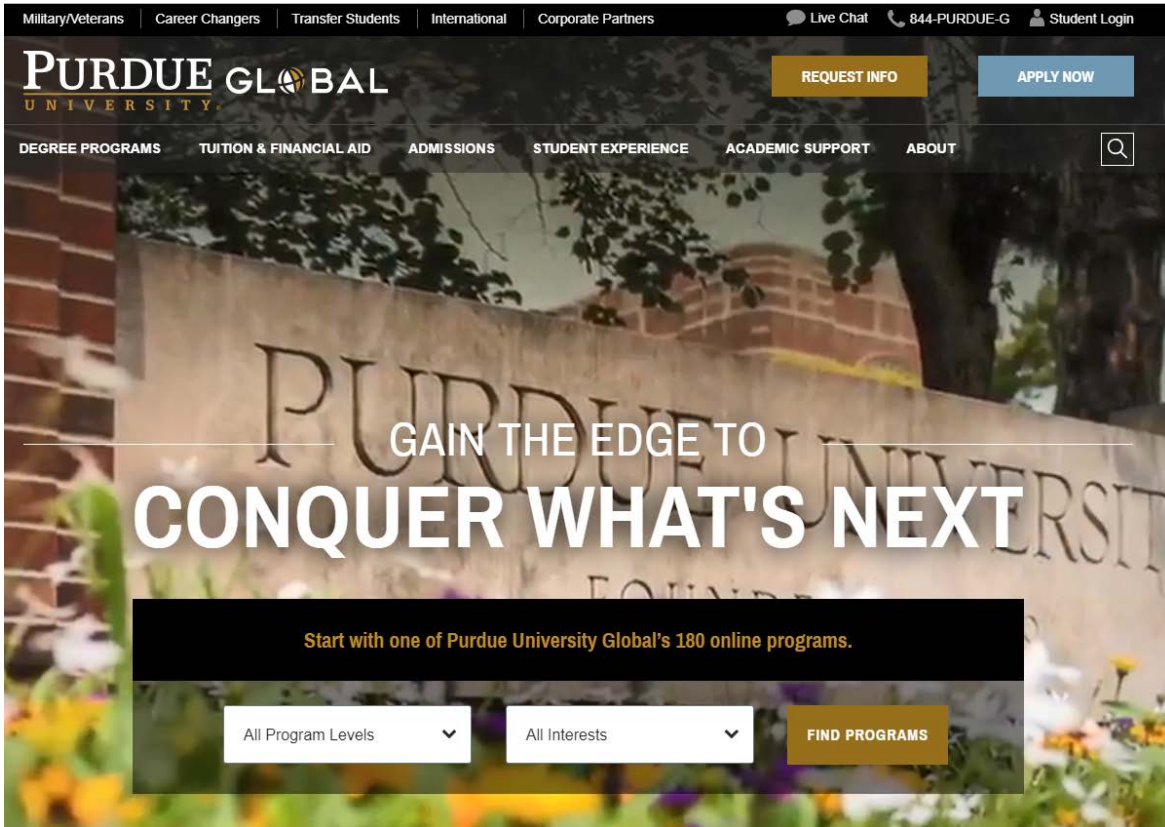 Military/Veterans Career Changers Transfer Students International Corporate Partners Live Chat 844-PURDUE-G Student Login
PURDUE GLOBAL
UNIVERSITY®
REQUEST INFO APPLY NOW
DEGREE PROGRAMS TUITION & FINANCIAL AID ADMISSIONS STUDENT EXPERIENCE ACADEMIC SUPPORT ABOUT
PURDUE UNIVERSIT
GAIN THE EDGE TO
CONQUER WHAT'S NEXT
Start with one of Purdue University Global's 180 online programs.
All Program Levels All Interests FIND PROGRAMS